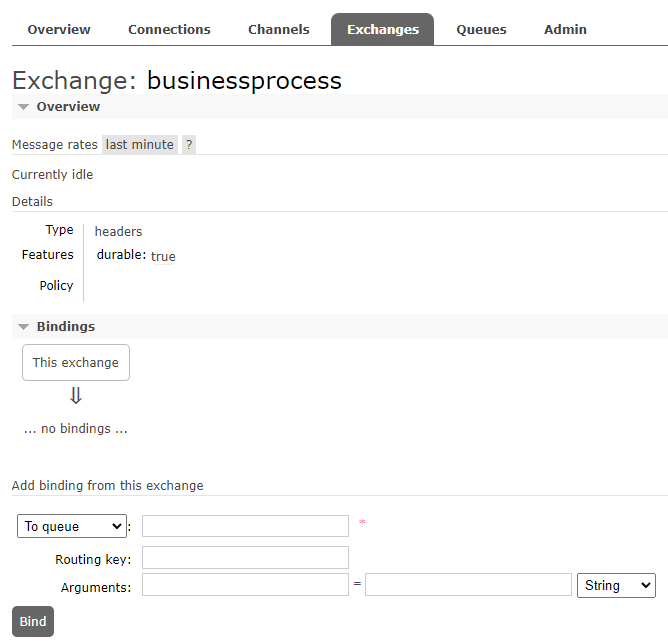 Overview Connections Channels Exchanges Queues Admin
Exchange: businessprocess
Overview
Message rates last minute ?
Currently idle
Details
Type headers
Features durable: true
Policy
Bindings
This exchange
⇓
... no bindings ...
Add binding from this exchange
To queue : *
Routing key:
Arguments: = String
Bind